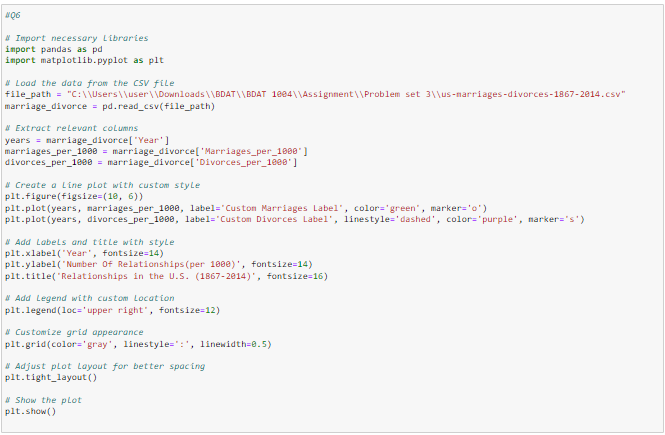 #Q6
# Import necessary libraries
import pandas as pd
import matplotlib.pyplot as plt
# Load the data from the CSV file
file_path = "C:\\Users\\user\\Downloads\\BDAT\\BDAT 1004\\Assignment\\Problem set 3\\us-marriages-divorces-1867-2014.csv"
marriage_divorce = pd.read_csv(file_path)
# Extract relevant columns
years = marriage_divorce['Year']
marriages_per_1000 = marriage_divorce['Marriages_per_1000']
divorces_per_1000 = marriage_divorce['Divorces_per_1000']
# Create a line plot with custom style
plt.figure(figsize=(10, 6))
plt.plot(years, marriages_per_1000, label='Custom Marriages Label', color='green', marker='o')
plt.plot(years, divorces_per_1000, label='Custom Divorces Label', linestyle='dashed', color='purple', marker='s')
# Add labels and title with style
plt.xlabel('Year', fontsize=14)
plt.ylabel('Number Of Relationships(per 1000)', fontsize=14)
plt.title('Relationships in the U.S. (1867-2014)', fontsize=16)
# Add legend with custom location
plt.legend(loc='upper right', fontsize=12)
# Customize grid appearance
plt.grid(color='gray', linestyle=':', linewidth=0.5)
# Adjust plot layout for better spacing
plt.tight_layout()
# Show the plot
plt.show()